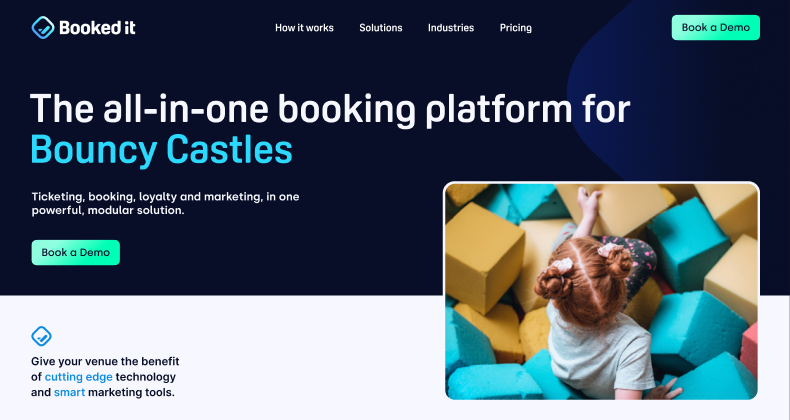 Booked it
How it works
Solutions
Industries
Pricing
Book a Demo
The all-in-one booking platform for
Bouncy Castles
Ticketing, booking, loyalty and marketing, in one
powerful, modular solution.
Book a Demo
Give your venue the benefit
of cutting edge technology
and smart marketing tools.